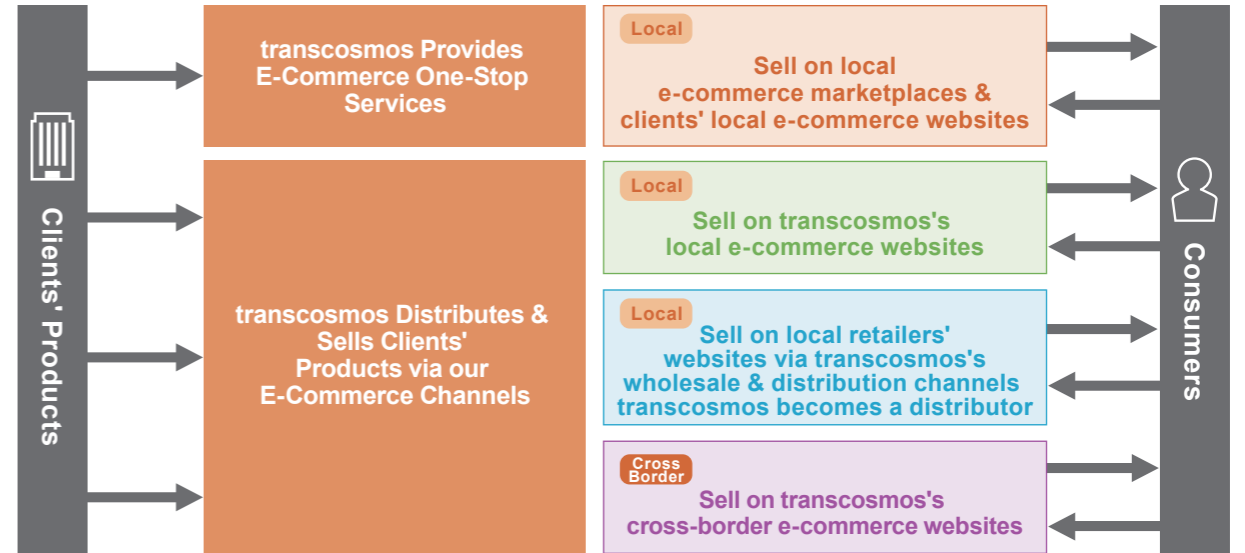 Clients' Products
transcosmos Provides
E-Commerce One-Stop
Services
transcosmos Distributes &
Sells Clients'
Products via our
E-Commerce Channels
Local
Sell on local
e-commerce marketplaces &
clients' local e-commerce websites
Local
Sell on transcosmos's
local e-commerce websites
Local
Sell on local retailers'
websites via transcosmos's
wholesale & distribution channels
transcosmos becomes a distributor
Cross
Border
Sell on transcosmos's
cross-border e-commerce websites
Consumers